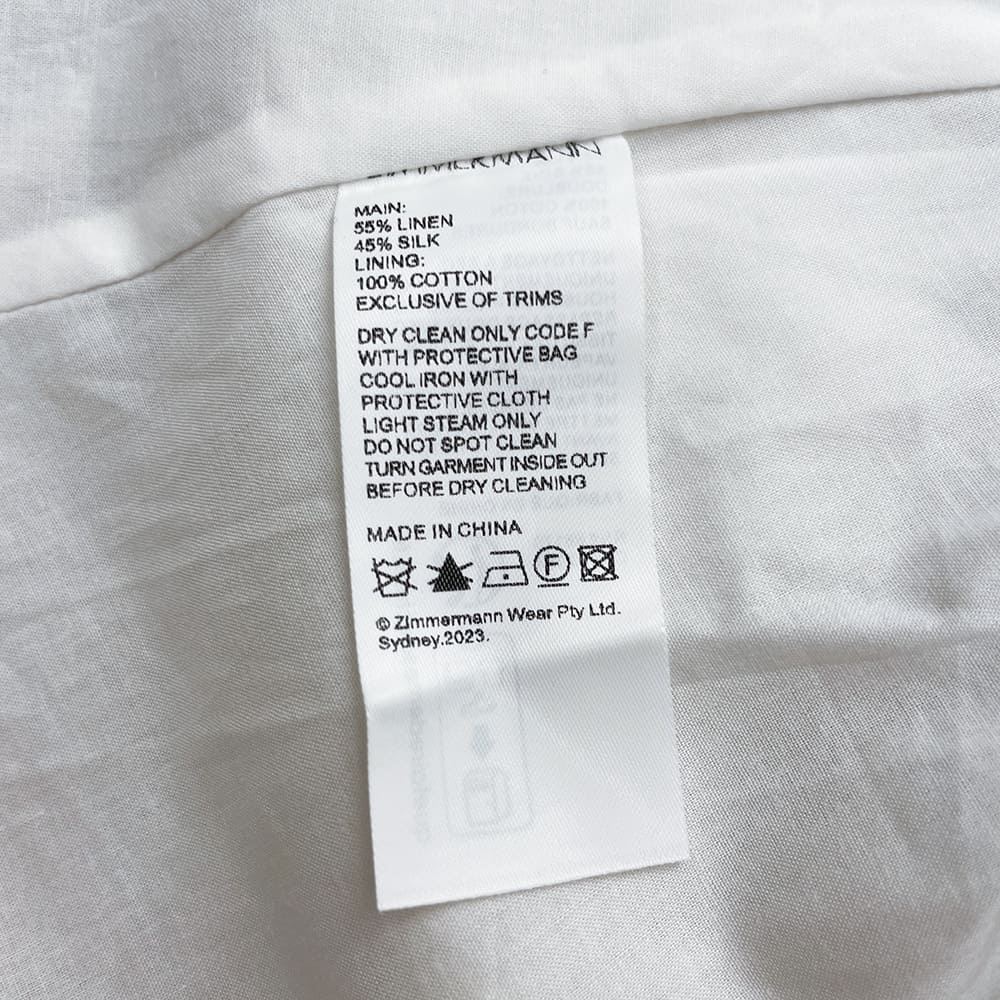 ZIMMERMANN
MAIN:
55% LINEN
45% SILK
LINING:
100% COTTON
EXCLUSIVE OF TRIMS
DRY CLEAN ONLY CODE F
WITH PROTECTIVE BAG
COOL IRON WITH
PROTECTIVE CLOTH
LIGHT STEAM ONLY
DO NOT SPOT CLEAN
TURN GARMENT INSIDE OUT
BEFORE DRY CLEANING
MADE IN CHINA
F
© Zimmermann Wear Pty Ltd.
Sydney.2023.